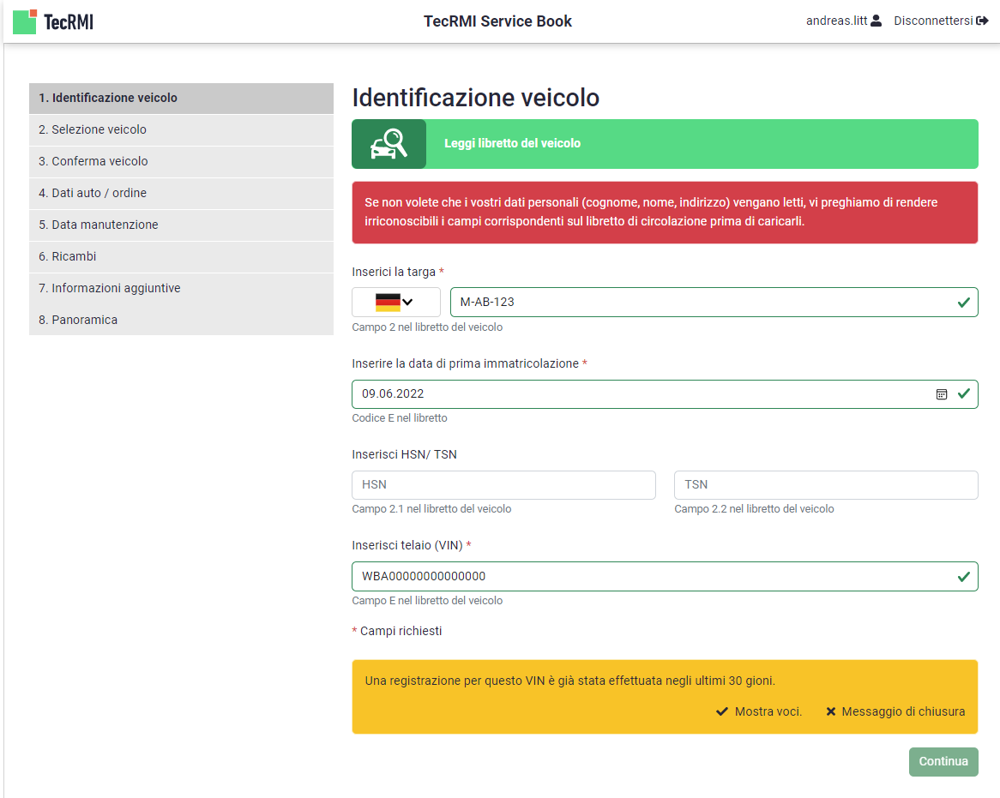 TecRMI
TecRMI Service Book
andreas.litt
Disconnettersi
1. Identificazione veicolo
2. Selezione veicolo
3. Conferma veicolo
4. Dati auto / ordine
5. Data manutenzione
6. Ricambi
7. Informazioni aggiuntive
8. Panoramica
Identificazione veicolo
Leggi libretto del veicolo
Se non volete che i vostri dati personali (cognome, nome, indirizzo) vengano letti, vi preghiamo di rendere
irriconoscibili i campi corrispondenti sul libretto di circolazione prima di caricarli.
Inserici la targa *
M-AB-123
Campo 2 nel libretto del veicolo
Inserire la data di prima immatricolazione *
09.06.2022
Codice E nel libretto
Inserisci HSN/ TSN
HSN
TSN
Campo 2.1 nel libretto del veicolo
Campo 2.2 nel libretto del veicolo
Inserisci telaio (VIN) *
WBA00000000000000
Campo E nel libretto del veicolo
* Campi richiesti
Una registrazione per questo VIN è già stata effettuata negli ultimi 30 gioni.
Mostra voci.
Messaggio di chiusura
Continua